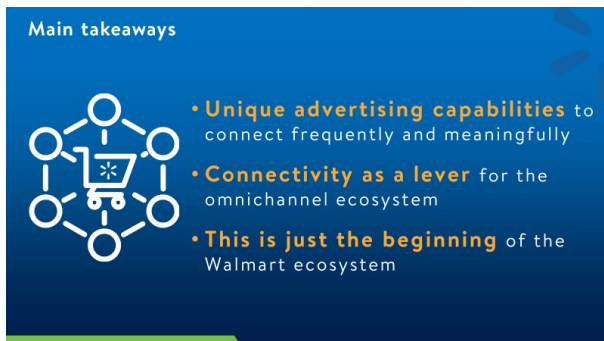 Main takeaways
• Unique advertising capabilities to
connect frequently and meaningfully
• Connectivity as a lever for the
omnichannel ecosystem
• This is just the beginning of the
Walmart ecosystem